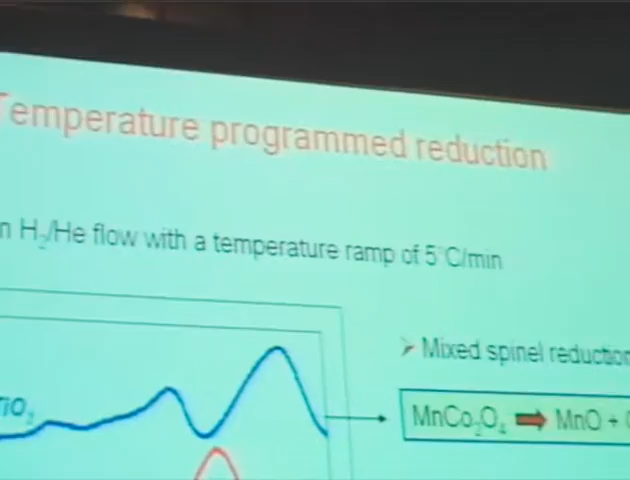 Temperature programmed reduction
n H₂/He flow with a temperature ramp of 5°C/min
➢ Mixed spinel reduction
TiO₂
MnCo₂O₄ ➡ MnO +